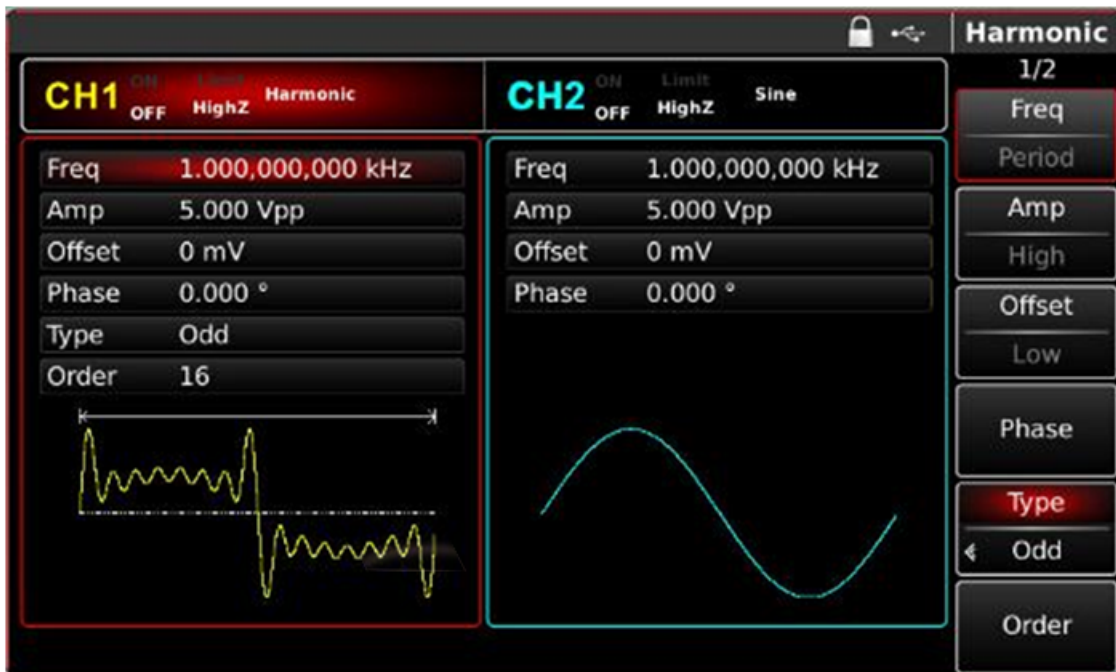 Harmonic
1/2
CH1 ON OFF Limit HighZ Harmonic
CH2 ON OFF Limit HighZ Sine
Freq 1.000,000,000 kHz
Amp 5.000 Vpp
Offset 0 mV
Phase 0.000 °
Type Odd
Order 16
Freq 1.000,000,000 kHz
Amp 5.000 Vpp
Offset 0 mV
Phase 0.000 °
Freq
Period
Amp
High
Offset
Low
Phase
Type
Odd
Order